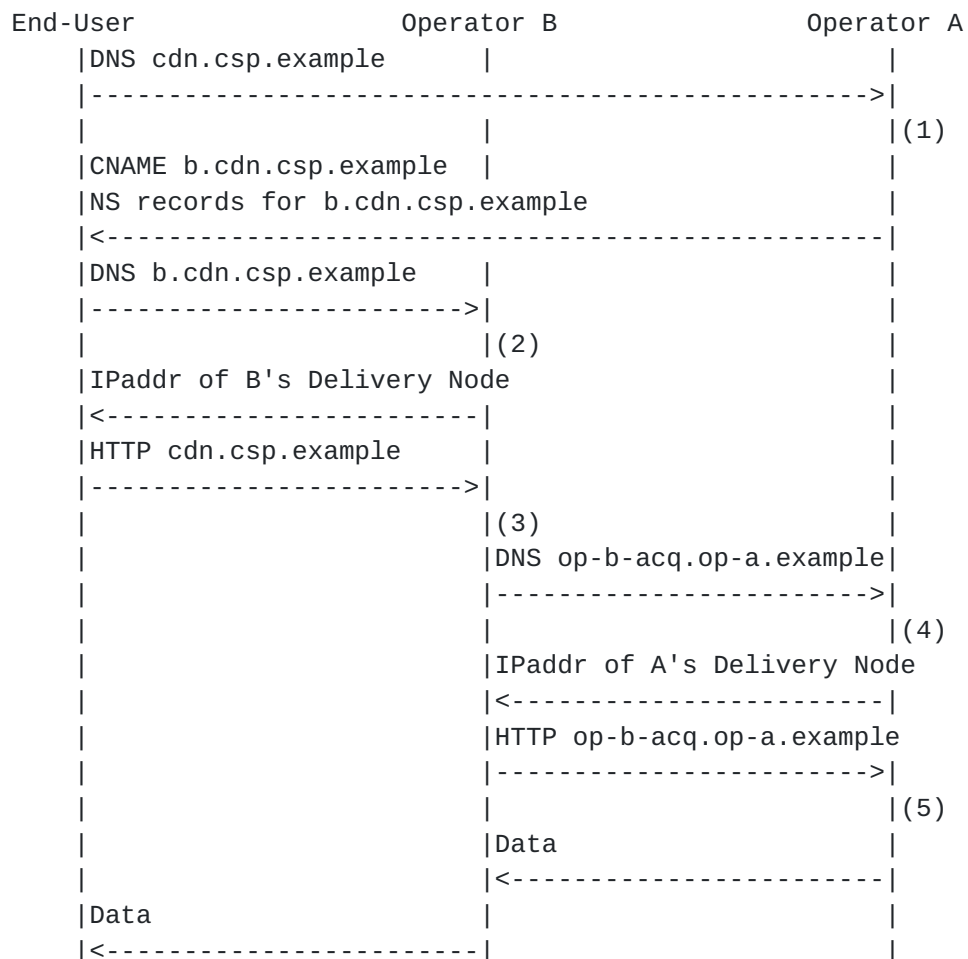 End-User Operator B Operator A
|DNS cdn.csp.example | |
|-------------------------------------------------->|
| | |(1)
|CNAME b.cdn.csp.example | |
|NS records for b.cdn.csp.example |
|<--------------------------------------------------|
|DNS b.cdn.csp.example | |
|------------------------>| |
| |(2) |
|IPaddr of B's Delivery Node |
|<------------------------| |
|HTTP cdn.csp.example | |
|------------------------>| |
| |(3) |
| |DNS op-b-acq.op-a.example|
| |------------------------>|
| | |(4)
| |IPaddr of A's Delivery Node
| |<------------------------|
| |HTTP op-b-acq.op-a.example
| |------------------------>|
| | |(5)
| |Data |
| |<------------------------|
|Data | |
|<------------------------| |